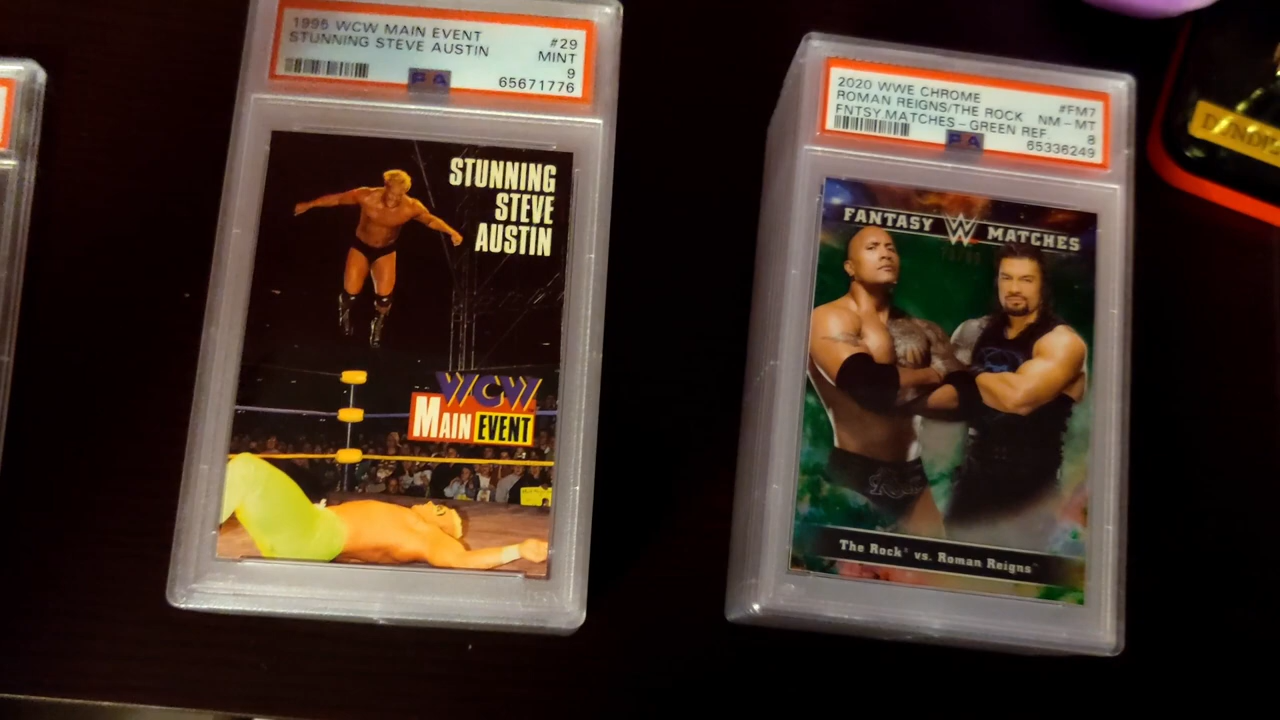 1995 WCW MAIN EVENT
#29
STUNNING STEVE AUSTIN
MINT
9
65671776
STUNNING
STEVE
AUSTIN
WCW
MAIN EVENT
2020 WWE CHROME
#FM7
ROMAN REIGNS/THE ROCK
NM-MT
FNTSY MATCHES-GREEN REF
8
65336249
FANTASY W MATCHES
The Rock vs. Roman Reigns